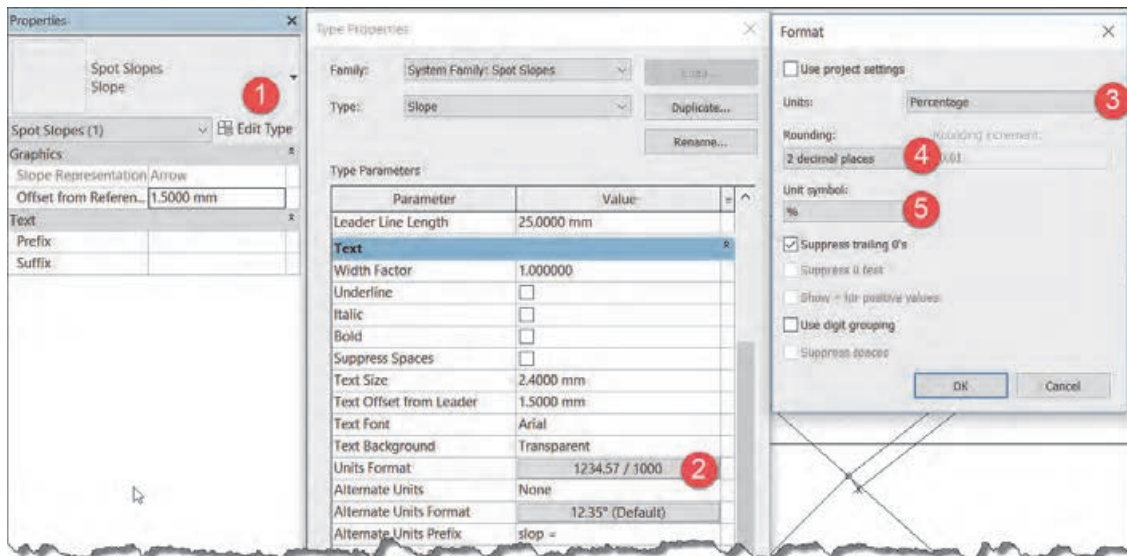 Properties
Spot Slopes
Slope
1
Spot Slopes (1)
Edit Type
Graphics
Slope Representation Arrow
Offset from Referen... 1.5000 mm
Text
Prefix
Suffix
Type Properties
Family: System Family: Spot Slopes
Type: Slope
Duplicate...
Rename...
Type Parameters
Parameter Value =
Leader Line Length 25.0000 mm
Text
Width Factor 1.000000
Underline
Italic
Bold
Suppress Spaces
Text Size 2.4000 mm
Text Offset from Leader 1.5000 mm
Text Font Arial
Text Background Transparent
Units Format 1234.57 / 1000 2
Alternate Units None
Alternate Units Format 12.35° (Default)
Alternate Units Prefix slop =
Format
Use project settings
Units: Percentage 3
Rounding: Rounding increment:
2 decimal places 4 0.01
Unit symbol:
% 5
Suppress trailing 0's
Suppress 0 feet
Show + for positive values
Use digit grouping
Suppress spaces
OK Cancel